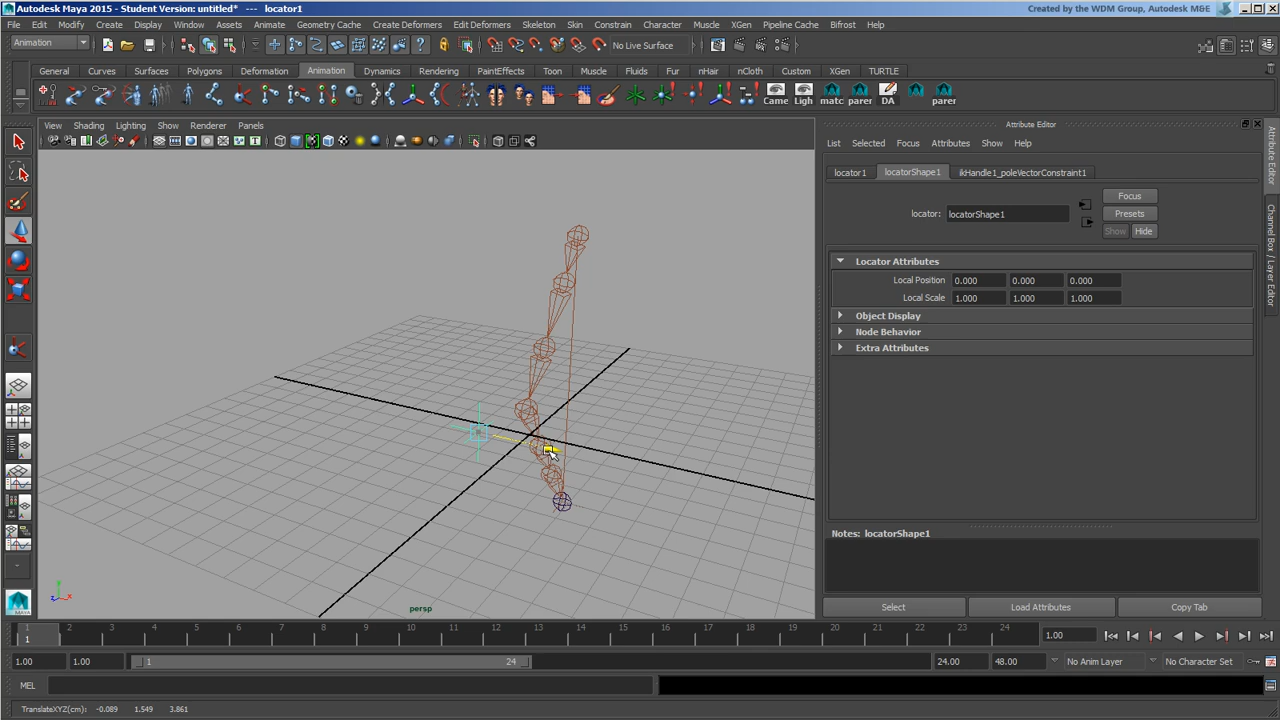 Autodesk Maya 2015 - Student Version: untitled* --- locator1
Created by the WDM Group, Autodesk M&E
File Edit Modify Create Display Window Assets Animate Geometry Cache Create Deformers Edit Deformers Skeleton Skin Constrain Character Muscle XGen Pipeline Cache Bifrost Help
Animation
No Live Surface
General Curves Surfaces Polygons Deformation Animation Dynamics Rendering PaintEffects Toon Muscle Fluids Fur nHair nCloth Custom XGen TURTLE
Came Ligh matc parer DA parer
View Shading Lighting Show Renderer Panels
Attribute Editor
List Selected Focus Attributes Show Help
locator1 locatorShape1 ikHandle1_poleVectorConstraint1
Focus
locator: locatorShape1
Presets
Show Hide
Locator Attributes
Local Position 0.000 0.000 0.000
Local Scale 1.000 1.000 1.000
Object Display
Node Behavior
Extra Attributes
Attribute Editor
Channel Box / Layer Editor
Notes: locatorShape1
Select Load Attributes Copy Tab
y
z x
persp
MAYA
1 2 3 4 5 6 7 8 9 10 11 12 13 14 15 16 17 18 19 20 21 22 23 24
1
1.00
1.00 1.00 1 24 24.00 48.00 No Anim Layer No Character Set
MEL
TranslateXYZ(cm): -0.089 1.549 3.861